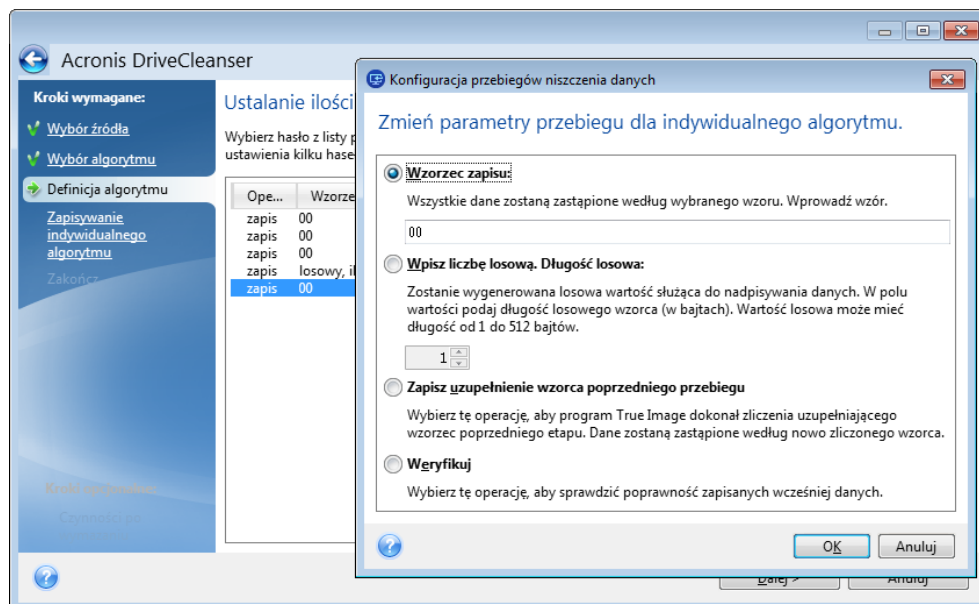 Acronis DriveCleanser
Kroki wymagane:
Wybór źródła
Wybór algorytmu
Definicja algorytmu
Zapisywanie
indywidualnego
algorytmu
Zakończ
Kroki opcjonalne:
Czynności po
Ustalanie ilości
Wybierz hasło z listy p
ustawienia kilku hase
Ope... Wzorze
zapis 00
zapis 00
zapis 00
zapis losowy, il
zapis 00
Dalej > Anuluj
Konfiguracja przebiegów niszczenia danych
Zmień parametry przebiegu dla indywidualnego algorytmu.
Wzorzec zapisu:
Wszystkie dane zostaną zastąpione według wybranego wzoru. Wprowadź wzór.
00
Wpisz liczbę losową. Długość losowa:
Zostanie wygenerowana losowa wartość służąca do nadpisywania danych. W polu
wartości podaj długość losowego wzorca (w bajtach). Wartość losowa może mieć
długość od 1 do 512 bajtów.
1
Zapisz uzupełnienie wzorca poprzedniego przebiegu
Wybierz tę operację, aby program True Image dokonał zliczenia uzupełniającego
wzorzec poprzedniego etapu. Dane zostaną zastąpione według nowo zliczonego wzorca.
Weryfikuj
Wybierz tę operację, aby sprawdzić poprawność zapisanych wcześniej danych.
OK Anuluj